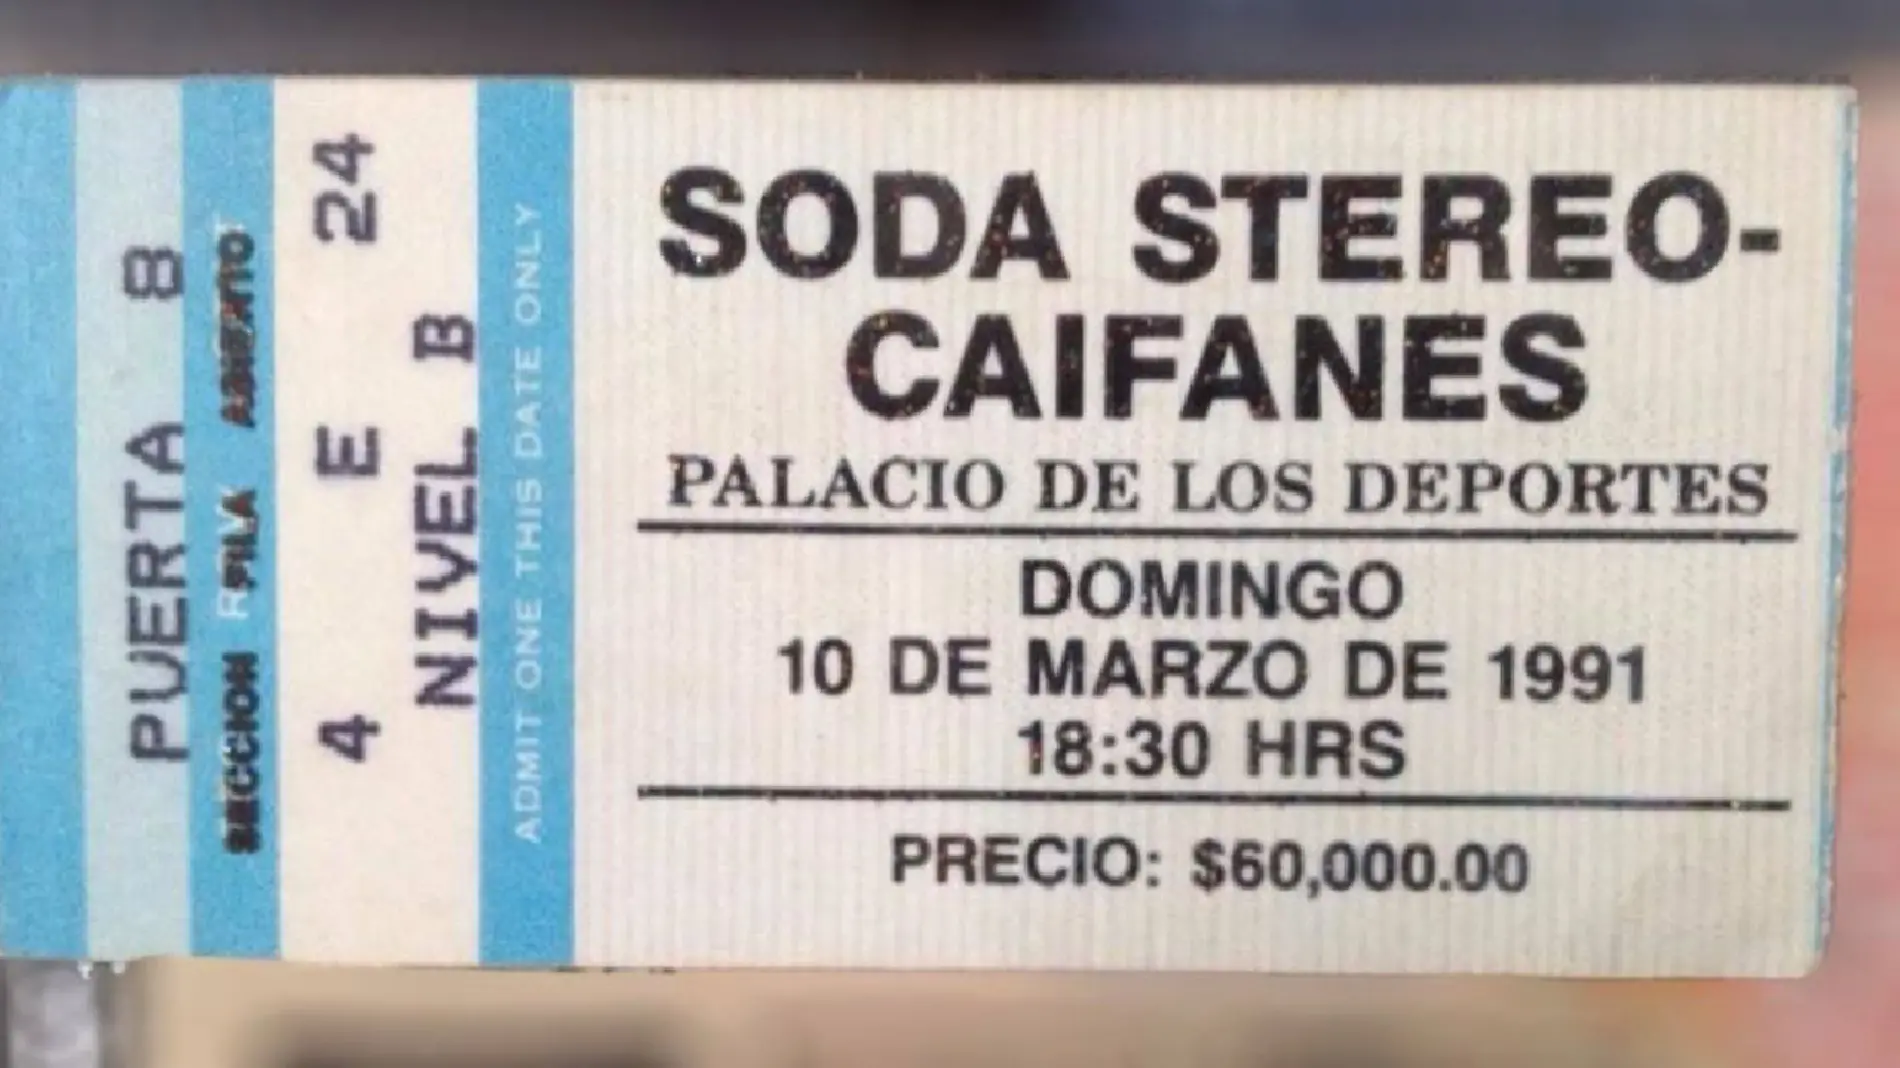 PUERTA 8
SECCION FILA ASIENTO
4 E 24
NIVEL B
ADMIT ONE THIS DATE ONLY
SODA STEREO-
CAIFANES
PALACIO DE LOS DEPORTES
DOMINGO
10 DE MARZO DE 1991
18:30 HRS
PRECIO: $60,000.00